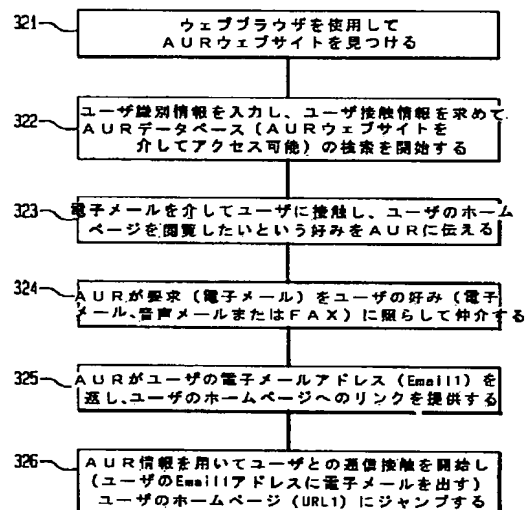 321
ウェブブラウザを使用して
AURウェブサイトを見つける
322
ユーザ識別情報を入力し、ユーザ接触情報を求めて
AURデータベース（AURウェブサイトを
介してアクセス可能）の検索を開始する
323
電子メールを介してユーザに接触し、ユーザのホーム
ページを閲覧したいという好みをAURに伝える
324
AURが要求（電子メール）をユーザの好み（電子
メール、音声メールまたはFAX）に照らして仲介する
325
AURがユーザの電子メールアドレス（Email1）を
返し、ユーザのホームページへのリンクを提供する
326
AUR情報を用いてユーザとの通信接触を開始し
（ユーザのEmail1アドレスに電子メールを出す）
ユーザのホームページ（URL1）にジャンプする